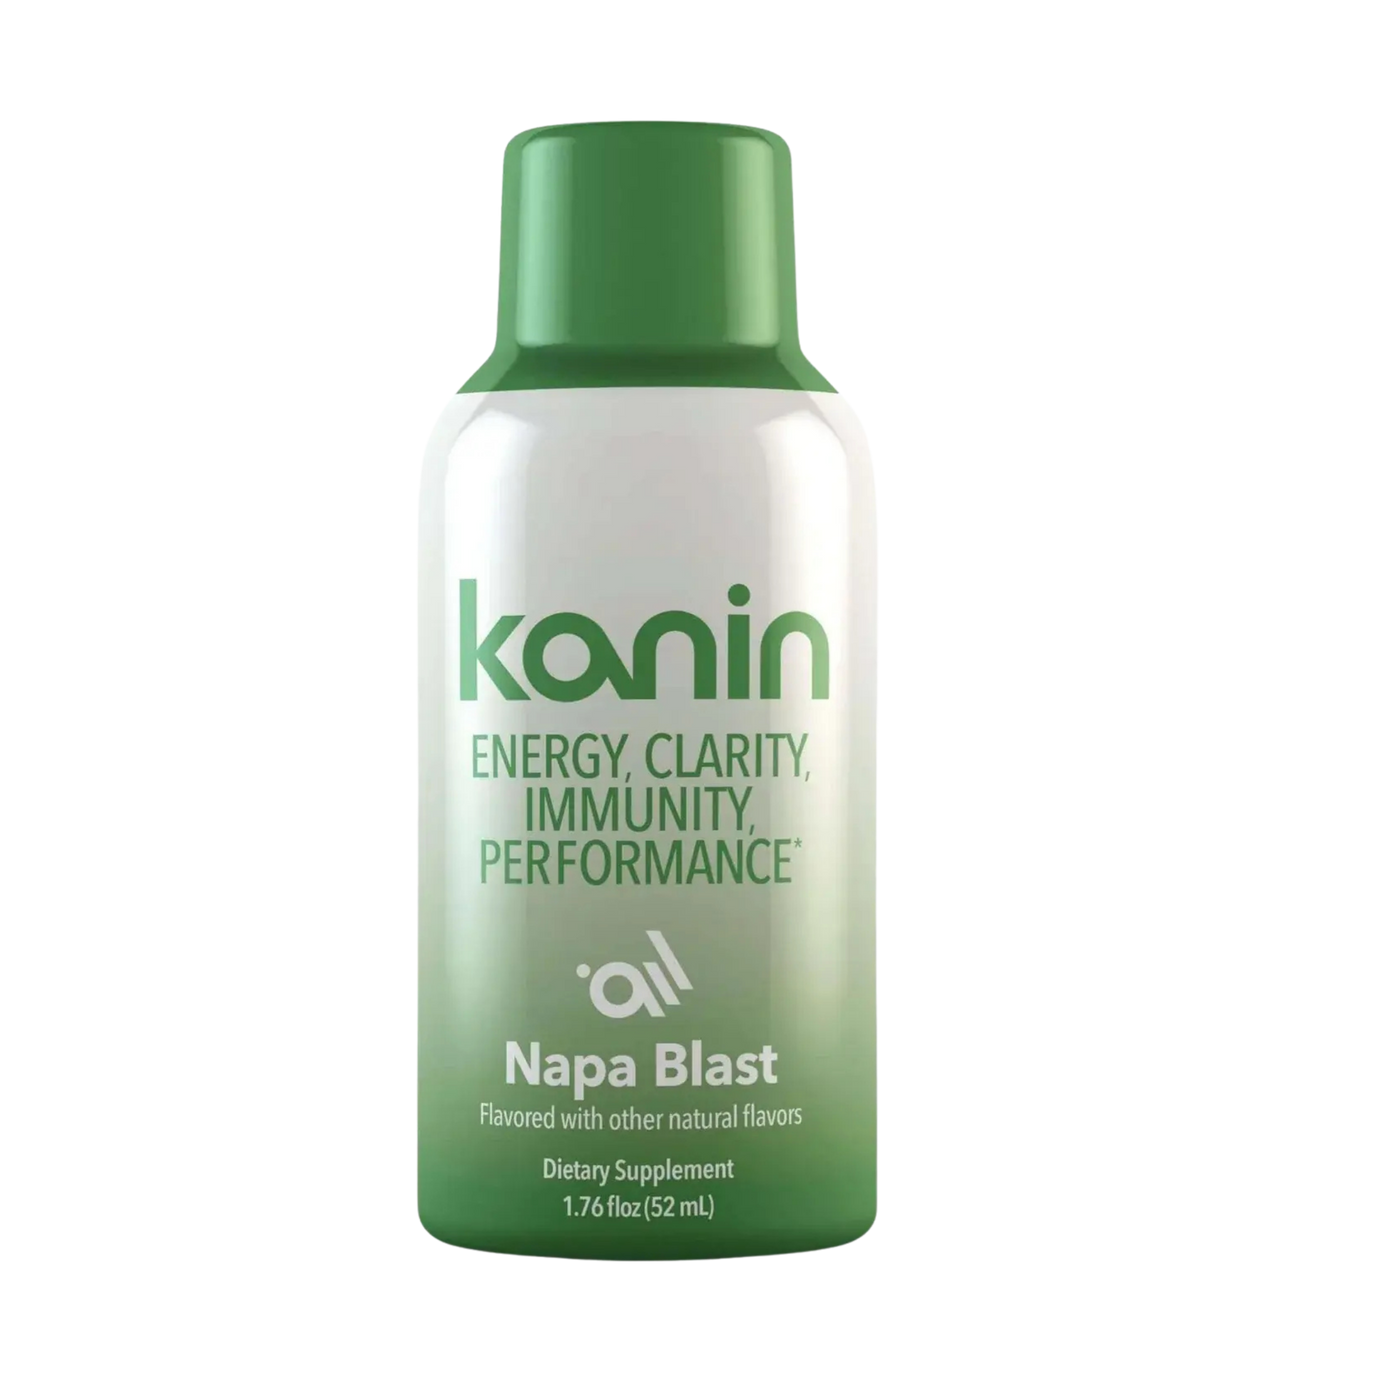 kanin
ENERGY, CLARITY,
IMMUNITY,
PERFORMANCE*
Napa Blast
Flavored with other natural flavors
Dietary Supplement
1.76 floz (52 mL)